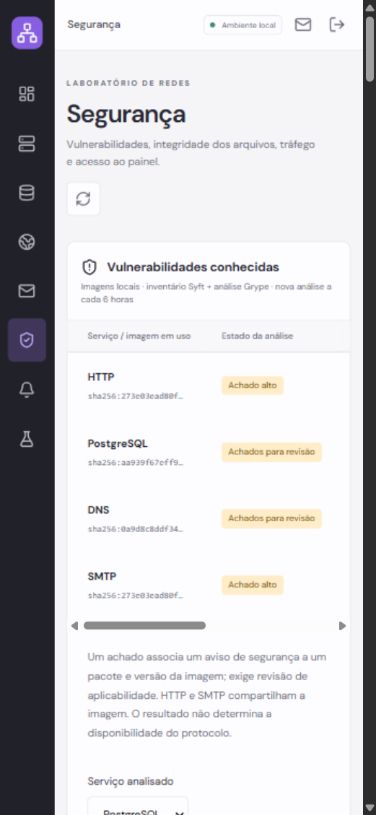 Segurança
Ambiente local
LABORATÓRIO DE REDES
Segurança
Vulnerabilidades, integridade dos arquivos, tráfego
e acesso ao painel.
Vulnerabilidades conhecidas
Imagens locais · inventário Syft + análise Grype · nova análise a
cada 6 horas
Serviço / imagem em uso Estado da análise
HTTP
Achado alto
sha256:273e03ead80f…
PostgreSQL
Achados para revisão
sha256:aa939f67eff9…
DNS
Achados para revisão
sha256:0a9d8c8ddf34…
SMTP
Achado alto
sha256:273e03ead80f…
Um achado associa um aviso de segurança a um
pacote e versão da imagem; exige revisão de
aplicabilidade. HTTP e SMTP compartilham a
imagem. O resultado não determina a
disponibilidade do protocolo.
Serviço analisado
PostgreSQL